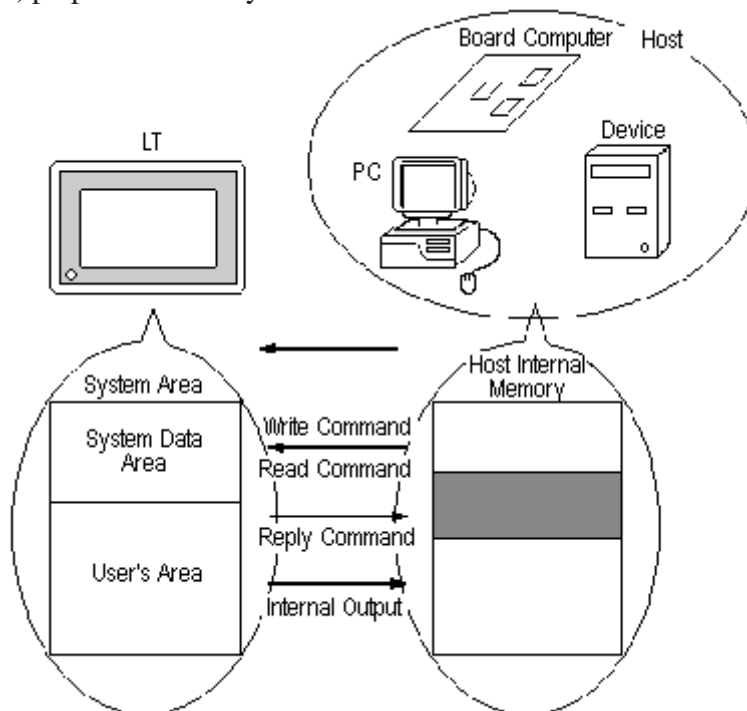 Board Computer Host
LT
Device
PC
System Area
Host Internal
Memory
System Data
Area
Write Command
Read Command
Reply Command
User's Area
Internal Output